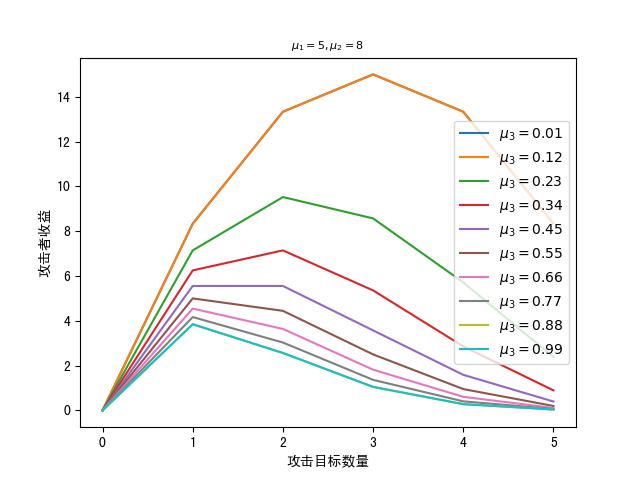 μ₁ = 5, μ₂ = 8
攻击者收益
14
12
10
8
6
4
2
0
0 1 2 3 4 5
攻击目标数量
μ₃ = 0.01
μ₃ = 0.12
μ₃ = 0.23
μ₃ = 0.34
μ₃ = 0.45
μ₃ = 0.55
μ₃ = 0.66
μ₃ = 0.77
μ₃ = 0.88
μ₃ = 0.99